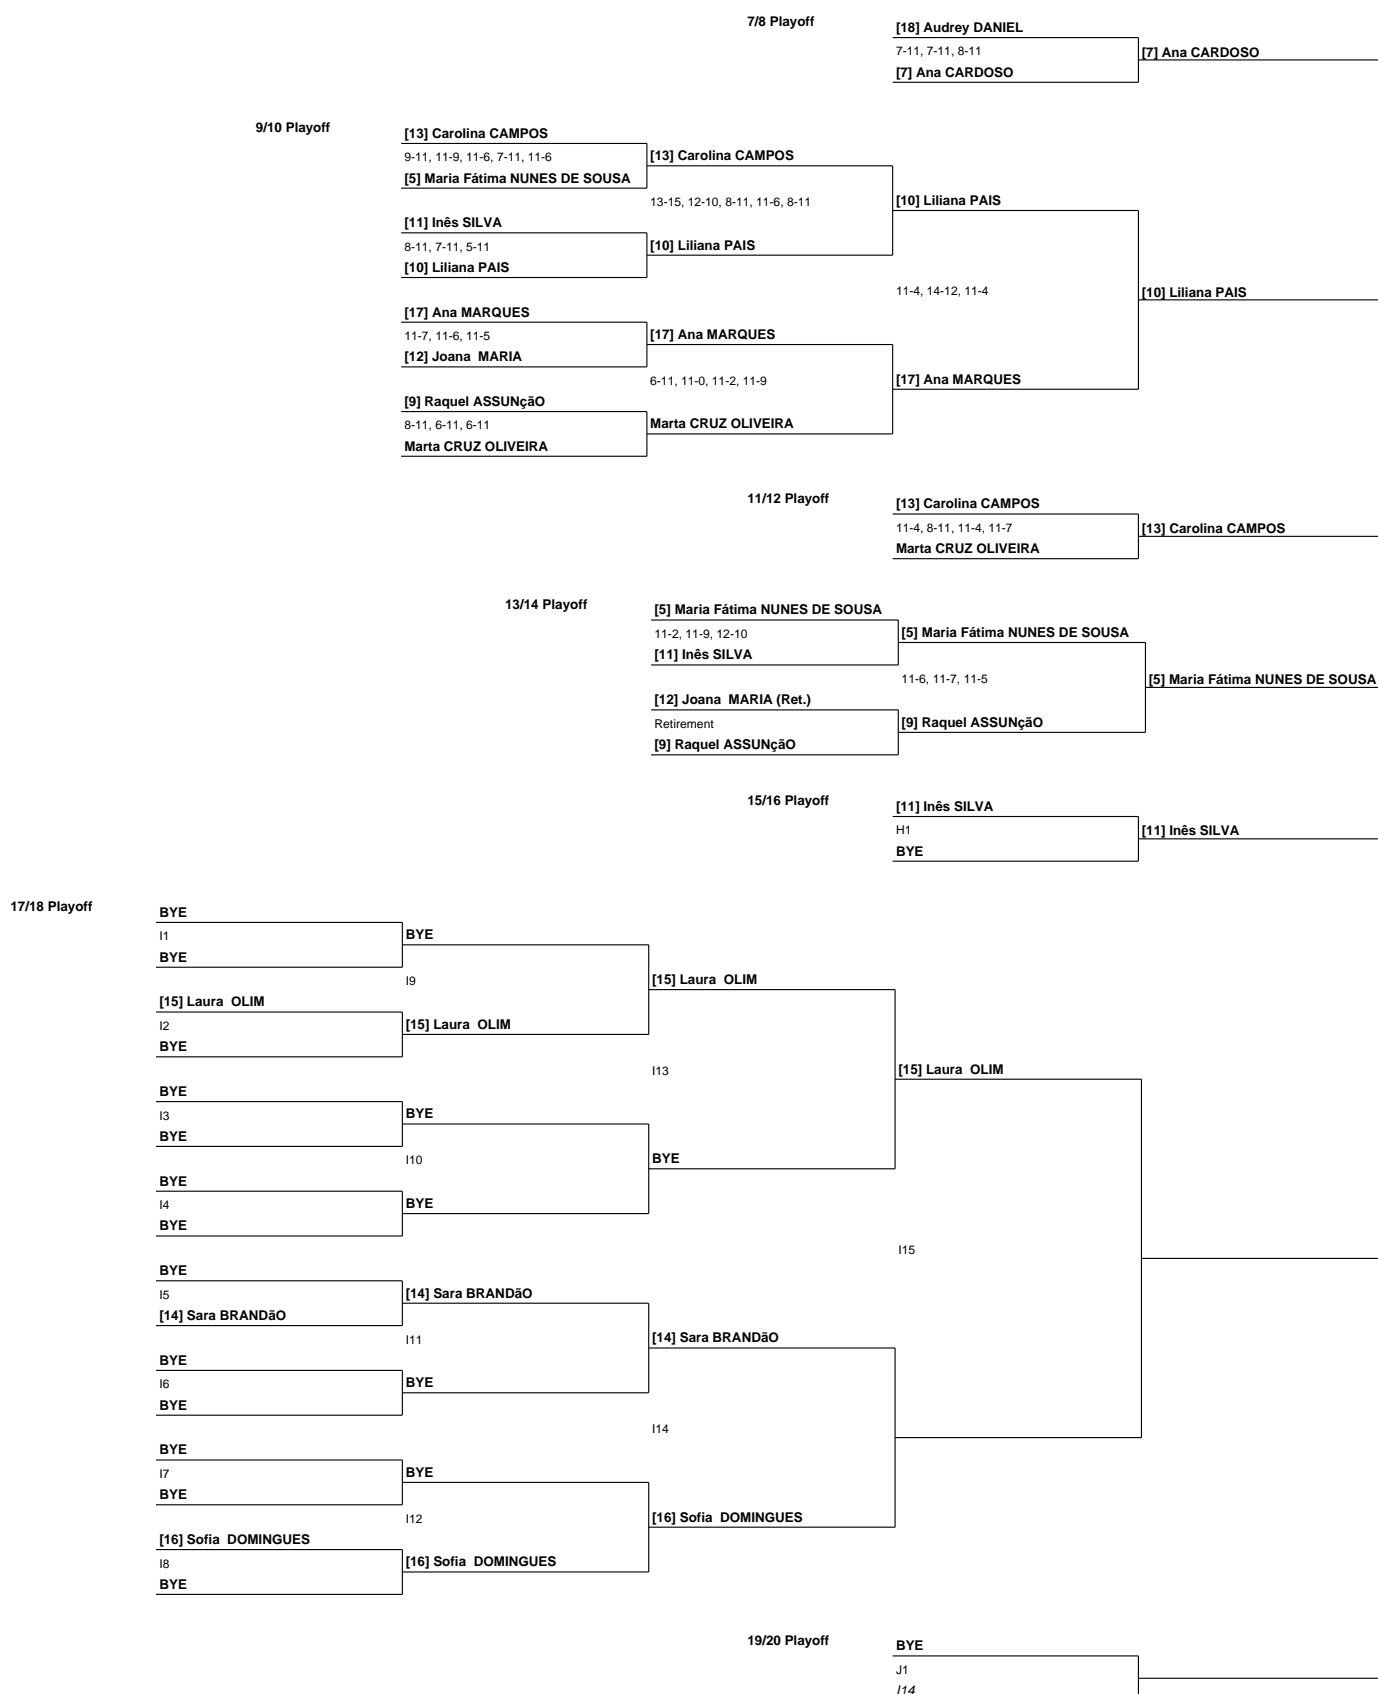 7/8 Playoff
[18] Audrey DANIEL
7-11, 7-11, 8-11
[7] Ana CARDOSO
[7] Ana CARDOSO
9/10 Playoff
[13] Carolina CAMPOS
9-11, 11-9, 11-6, 7-11, 11-6
[5] Maria Fátima NUNES DE SOUSA
[13] Carolina CAMPOS
13-15, 12-10, 8-11, 11-6, 8-11
[10] Liliana PAIS
[11] Inês SILVA
8-11, 7-11, 5-11
[10] Liliana PAIS
[10] Liliana PAIS
11-4, 14-12, 11-4
[10] Liliana PAIS
[17] Ana MARQUES
11-7, 11-6, 11-5
[12] Joana MARIA
[17] Ana MARQUES
6-11, 11-0, 11-2, 11-9
[17] Ana MARQUES
[9] Raquel ASSUNçãO
8-11, 6-11, 6-11
Marta CRUZ OLIVEIRA
Marta CRUZ OLIVEIRA
11/12 Playoff
[13] Carolina CAMPOS
11-4, 8-11, 11-4, 11-7
Marta CRUZ OLIVEIRA
[13] Carolina CAMPOS
13/14 Playoff
[5] Maria Fátima NUNES DE SOUSA
11-2, 11-9, 12-10
[11] Inês SILVA
[5] Maria Fátima NUNES DE SOUSA
11-6, 11-7, 11-5
[5] Maria Fátima NUNES DE SOUSA
[12] Joana MARIA (Ret.)
Retirement
[9] Raquel ASSUNçãO
[9] Raquel ASSUNçãO
15/16 Playoff
[11] Inês SILVA
H1
BYE
[11] Inês SILVA
17/18 Playoff
BYE
I1
BYE
BYE
I9
[15] Laura OLIM
[15] Laura OLIM
I2
BYE
[15] Laura OLIM
I13
[15] Laura OLIM
BYE
I3
BYE
BYE
I10
BYE
BYE
I4
BYE
BYE
I15
BYE
I5
[14] Sara BRANDãO
[14] Sara BRANDãO
I11
[14] Sara BRANDãO
BYE
I6
BYE
BYE
I14
BYE
I7
BYE
BYE
I12
[16] Sofia DOMINGUES
[16] Sofia DOMINGUES
I8
BYE
[16] Sofia DOMINGUES
19/20 Playoff
BYE
J1
I14